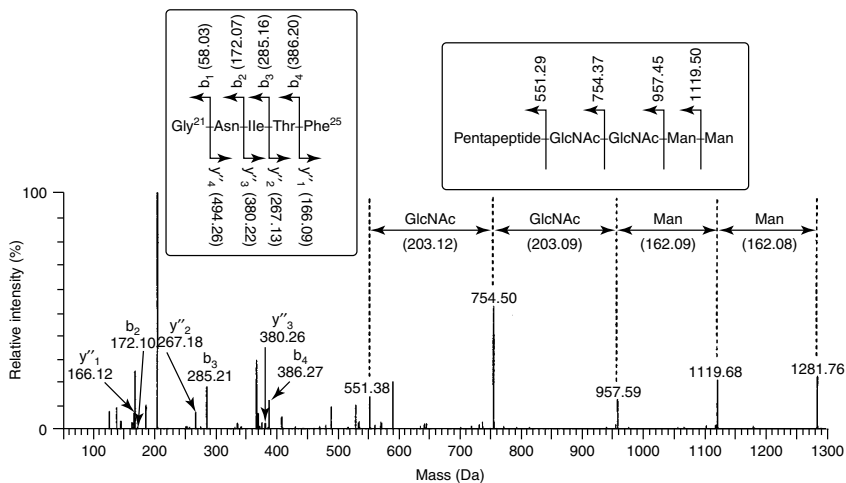 b1 (58.03)
b2 (172.07)
b3 (285.16)
b4 (386.20)
Gly21 Asn Ile Thr Phe25
y″4 (494.26)
y″3 (380.22)
y″2 (267.13)
y″1 (166.09)
551.29
754.37
957.45
1119.50
Pentapeptide GlcNAc GlcNAc Man Man
100
0
Relative intensity (%)
GlcNAc
(203.12)
GlcNAc
(203.09)
Man
(162.09)
Man
(162.08)
y″1
166.12
b2
172.10
y″2
267.18
b3
285.21
y″3
380.26
b4
386.27
551.38
754.50
957.59
1119.68
1281.76
100 200 300 400 500 600 700 800 900 1000 1100 1200 1300
Mass (Da)